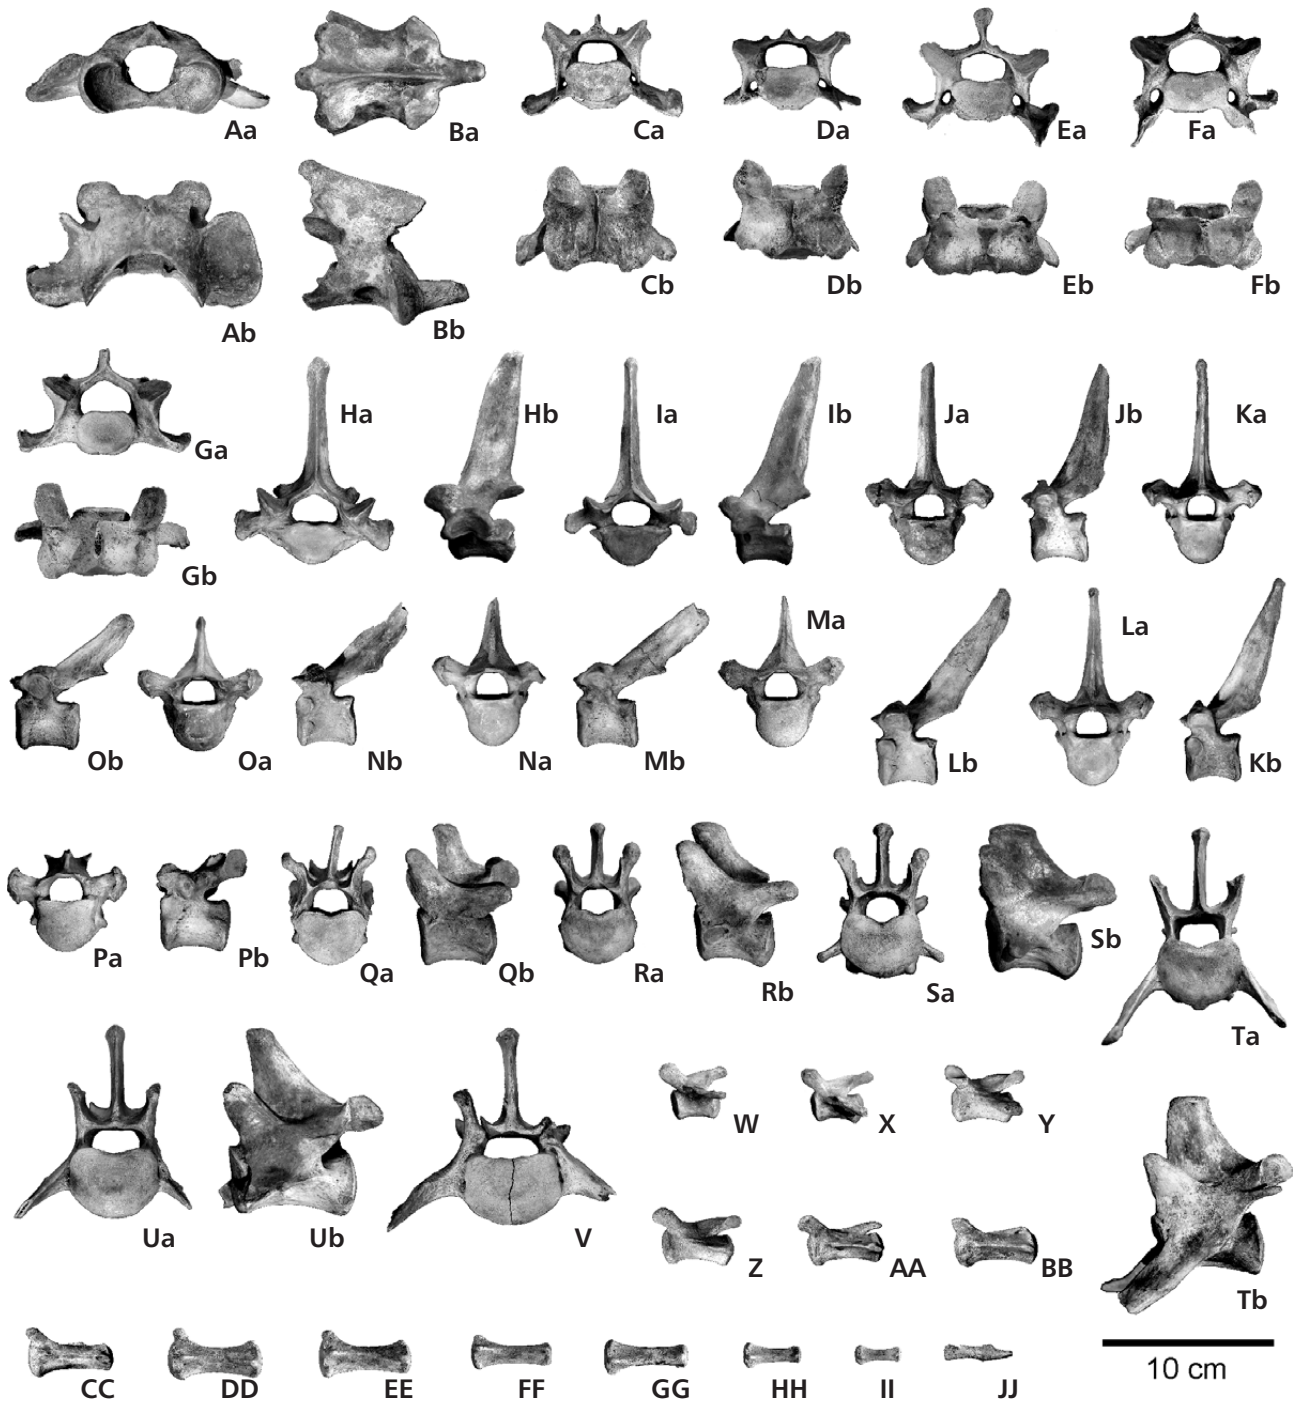 Aa Ba Ca Da Ea Fa
Ab Bb Cb Db Eb Fb
Ga Ha Hb Ia Ib Ja Jb Ka
Gb
Ob Oa Nb Na Mb Ma Lb La Kb
Pa Pb Qa Qb Ra Rb Sa Sb Ta
Ua Ub V W X Y
Z AA BB Tb
CC DD EE FF GG HH II JJ
10 cm